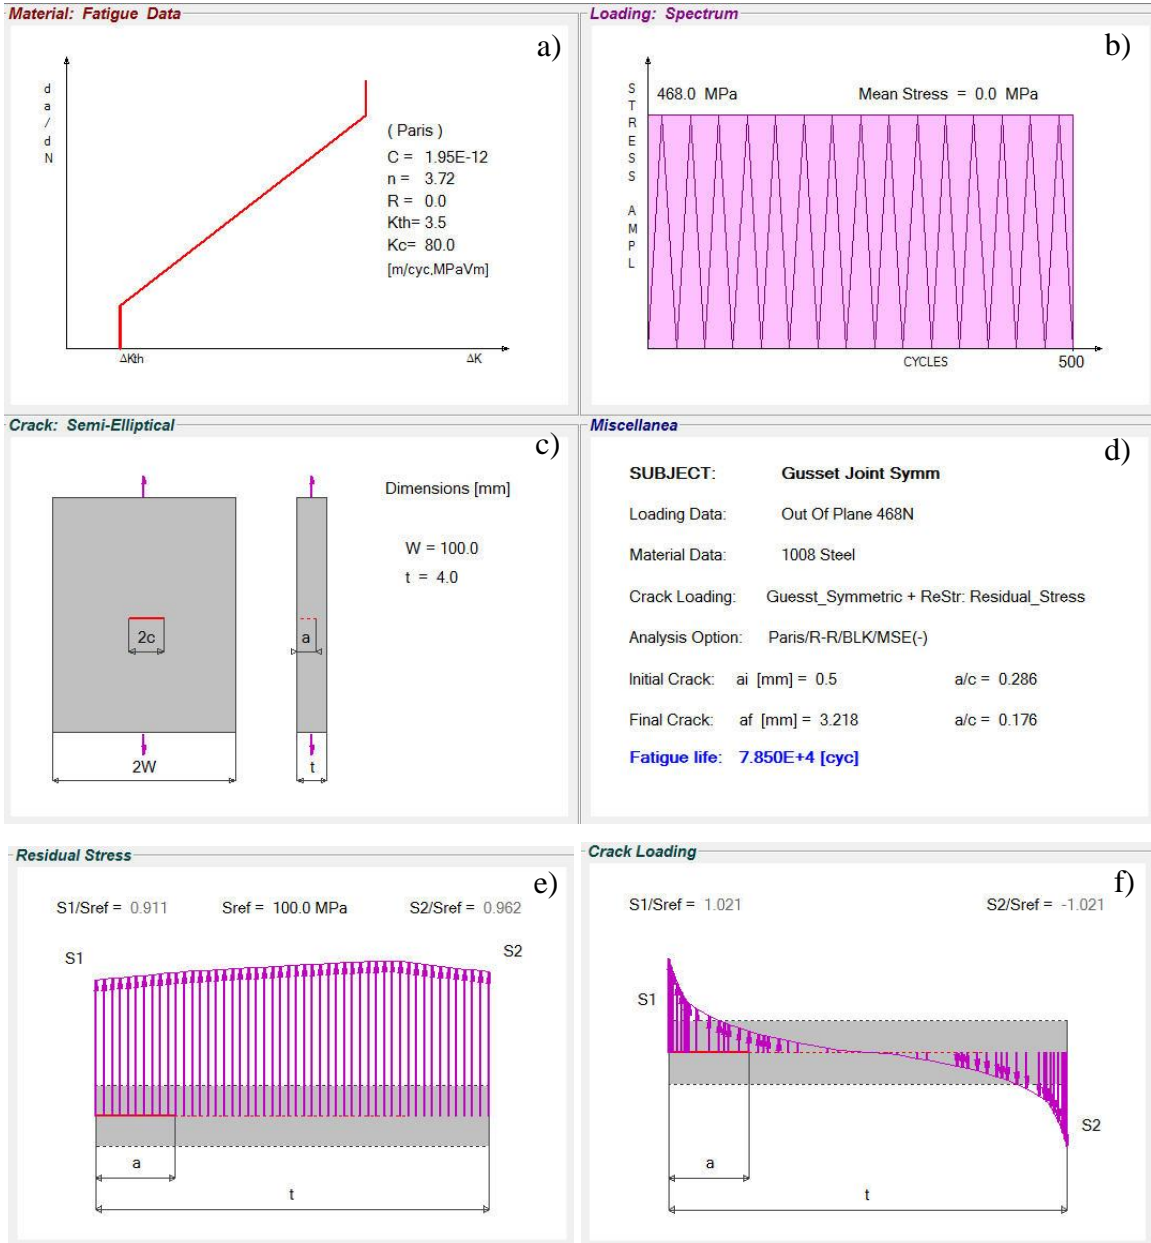 Material: Fatigue Data
a)
da/dN
( Paris )
C = 1.95E-12
n = 3.72
R = 0.0
Kth= 3.5
Kc= 80.0
[m/cyc,MPaVm]
ΔKth
ΔK
Loading: Spectrum
b)
STRESS AMPL
468.0 MPa Mean Stress = 0.0 MPa
CYCLES
500
Crack: Semi-Elliptical
c)
Dimensions [mm]
W = 100.0
t = 4.0
2c
a
2W
t
Miscellanea
d)
SUBJECT: Gusset Joint Symm
Loading Data: Out Of Plane 468N
Material Data: 1008 Steel
Crack Loading: Guesst_Symmetric + ReStr: Residual_Stress
Analysis Option: Paris/R-R/BLK/MSE(-)
Initial Crack: ai [mm] = 0.5 a/c = 0.286
Final Crack: af [mm] = 3.218 a/c = 0.176
Fatigue life: 7.850E+4 [cyc]
Residual Stress
e)
S1/Sref = 0.911 Sref = 100.0 MPa S2/Sref = 0.962
S1
S2
a
t
Crack Loading
f)
S1/Sref = 1.021 S2/Sref = -1.021
S1
S2
a
t